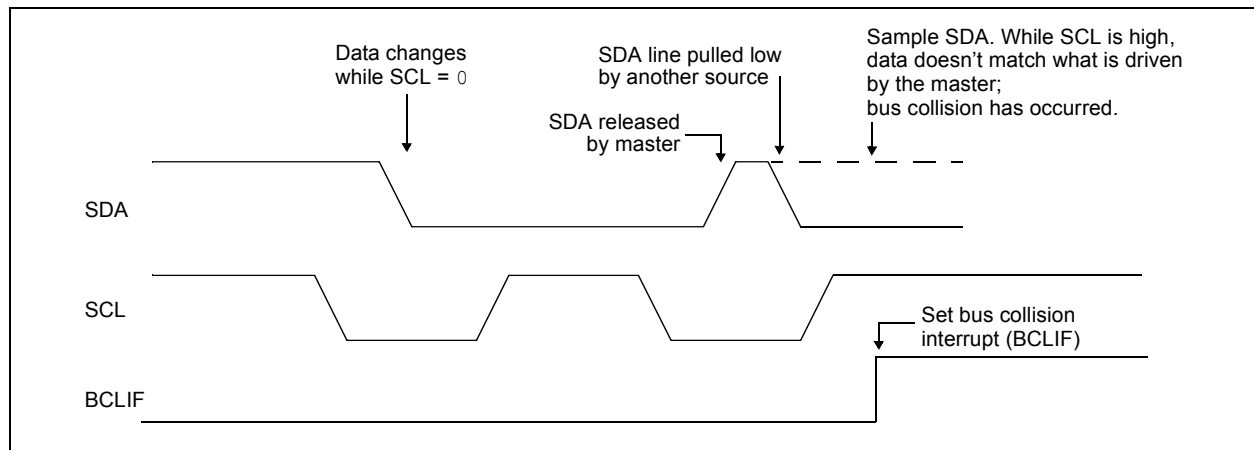 Data changes
while SCL = 0
SDA line pulled low
by another source
SDA released
by master
Sample SDA. While SCL is high,
data doesn’t match what is driven
by the master;
bus collision has occurred.
SDA
SCL
Set bus collision
interrupt (BCLIF)
BCLIF